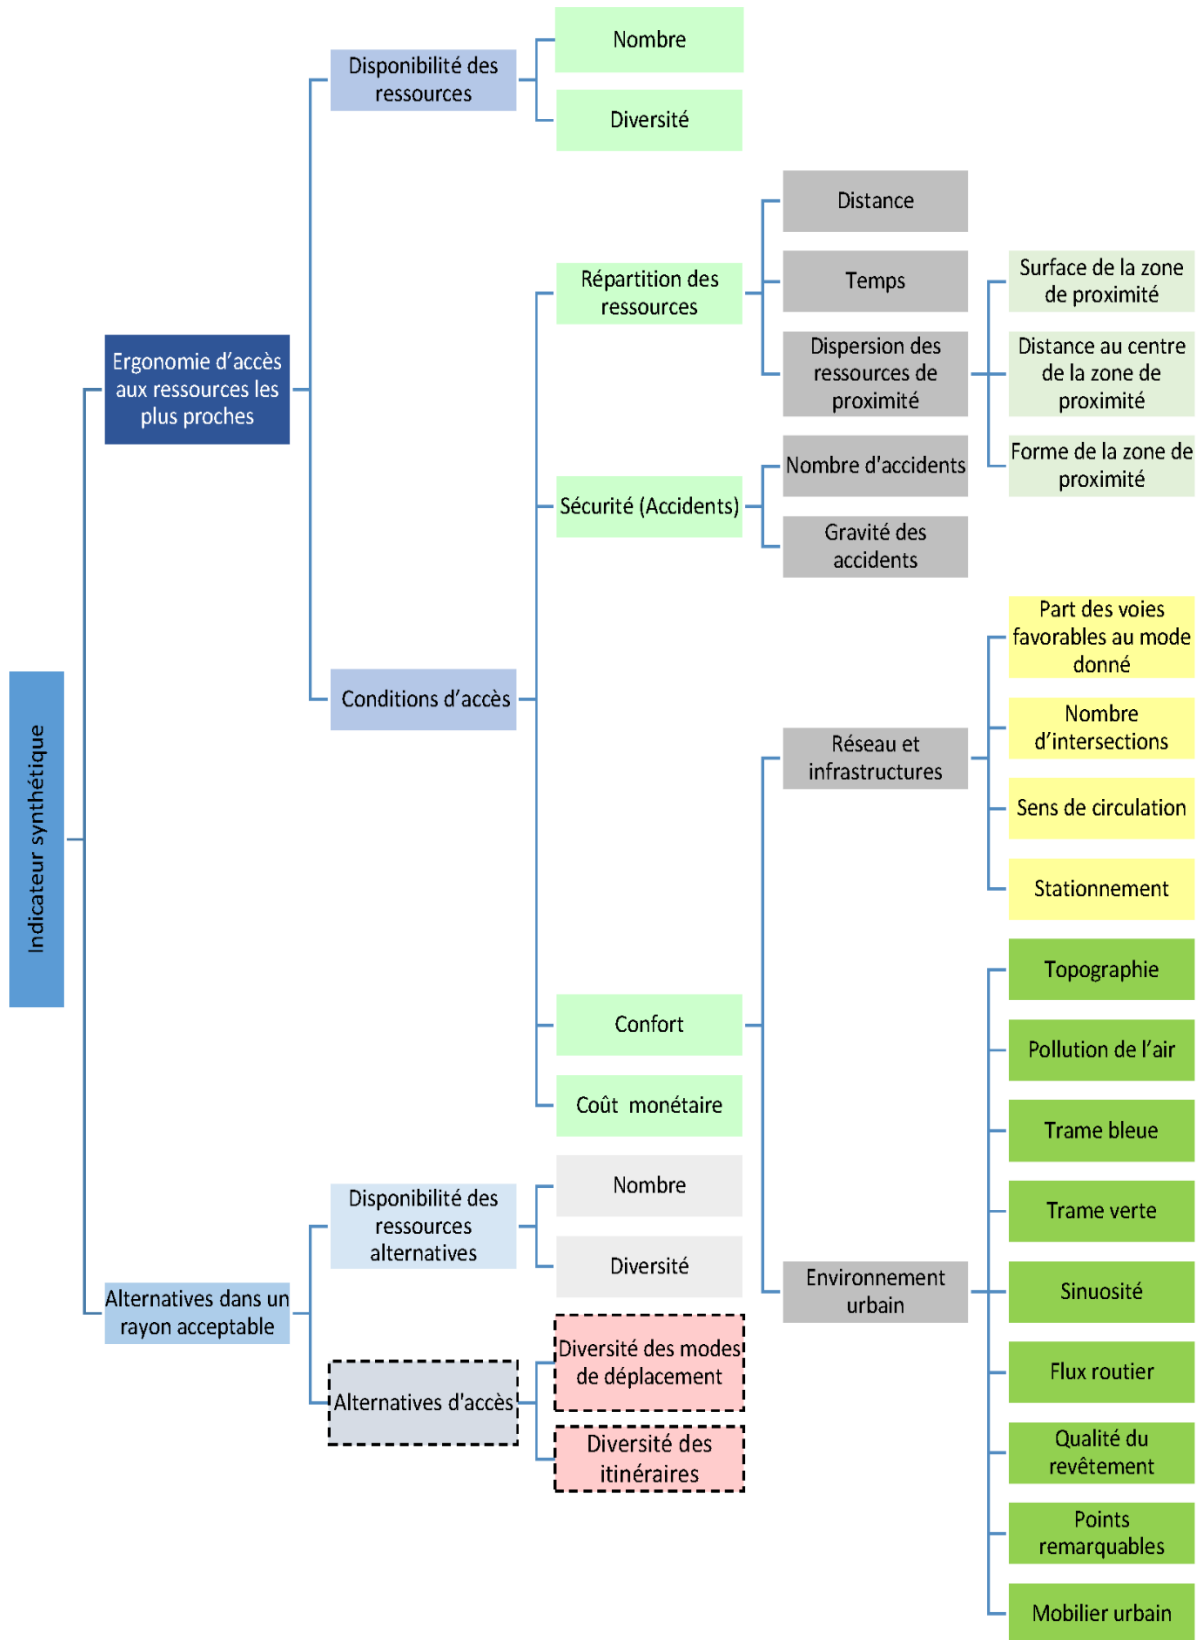 Indicateur synthétique
Ergonomie d'accès
aux ressources les
plus proches
Disponibilité des
ressources
Nombre
Diversité
Conditions d'accès
Répartition des
ressources
Distance
Temps
Dispersion des
ressources de
proximité
Surface de la zone
de proximité
Distance au centre
de la zone de
proximité
Forme de la zone de
proximité
Sécurité (Accidents)
Nombre d'accidents
Gravité des
accidents
Confort
Réseau et
infrastructures
Part des voies
favorables au mode
donné
Nombre
d'intersections
Sens de circulation
Stationnement
Environnement
urbain
Topographie
Pollution de l'air
Trame bleue
Trame verte
Sinuosité
Flux routier
Qualité du
revêtement
Points
remarquables
Mobilier urbain
Coût monétaire
Alternatives dans un
rayon acceptable
Disponibilité des
ressources
alternatives
Nombre
Diversité
Alternatives d'accès
Diversité des modes
de déplacement
Diversité des
itinéraires